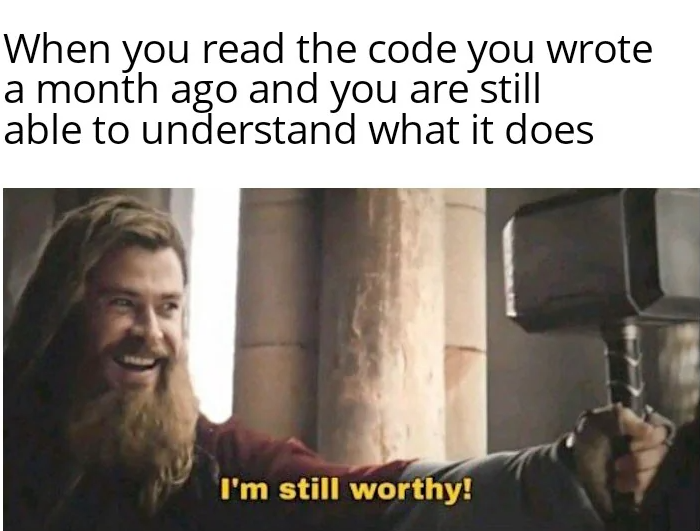 When you read the code you wrote
a month ago and you are still
able to understand what it does
I'm still worthy!